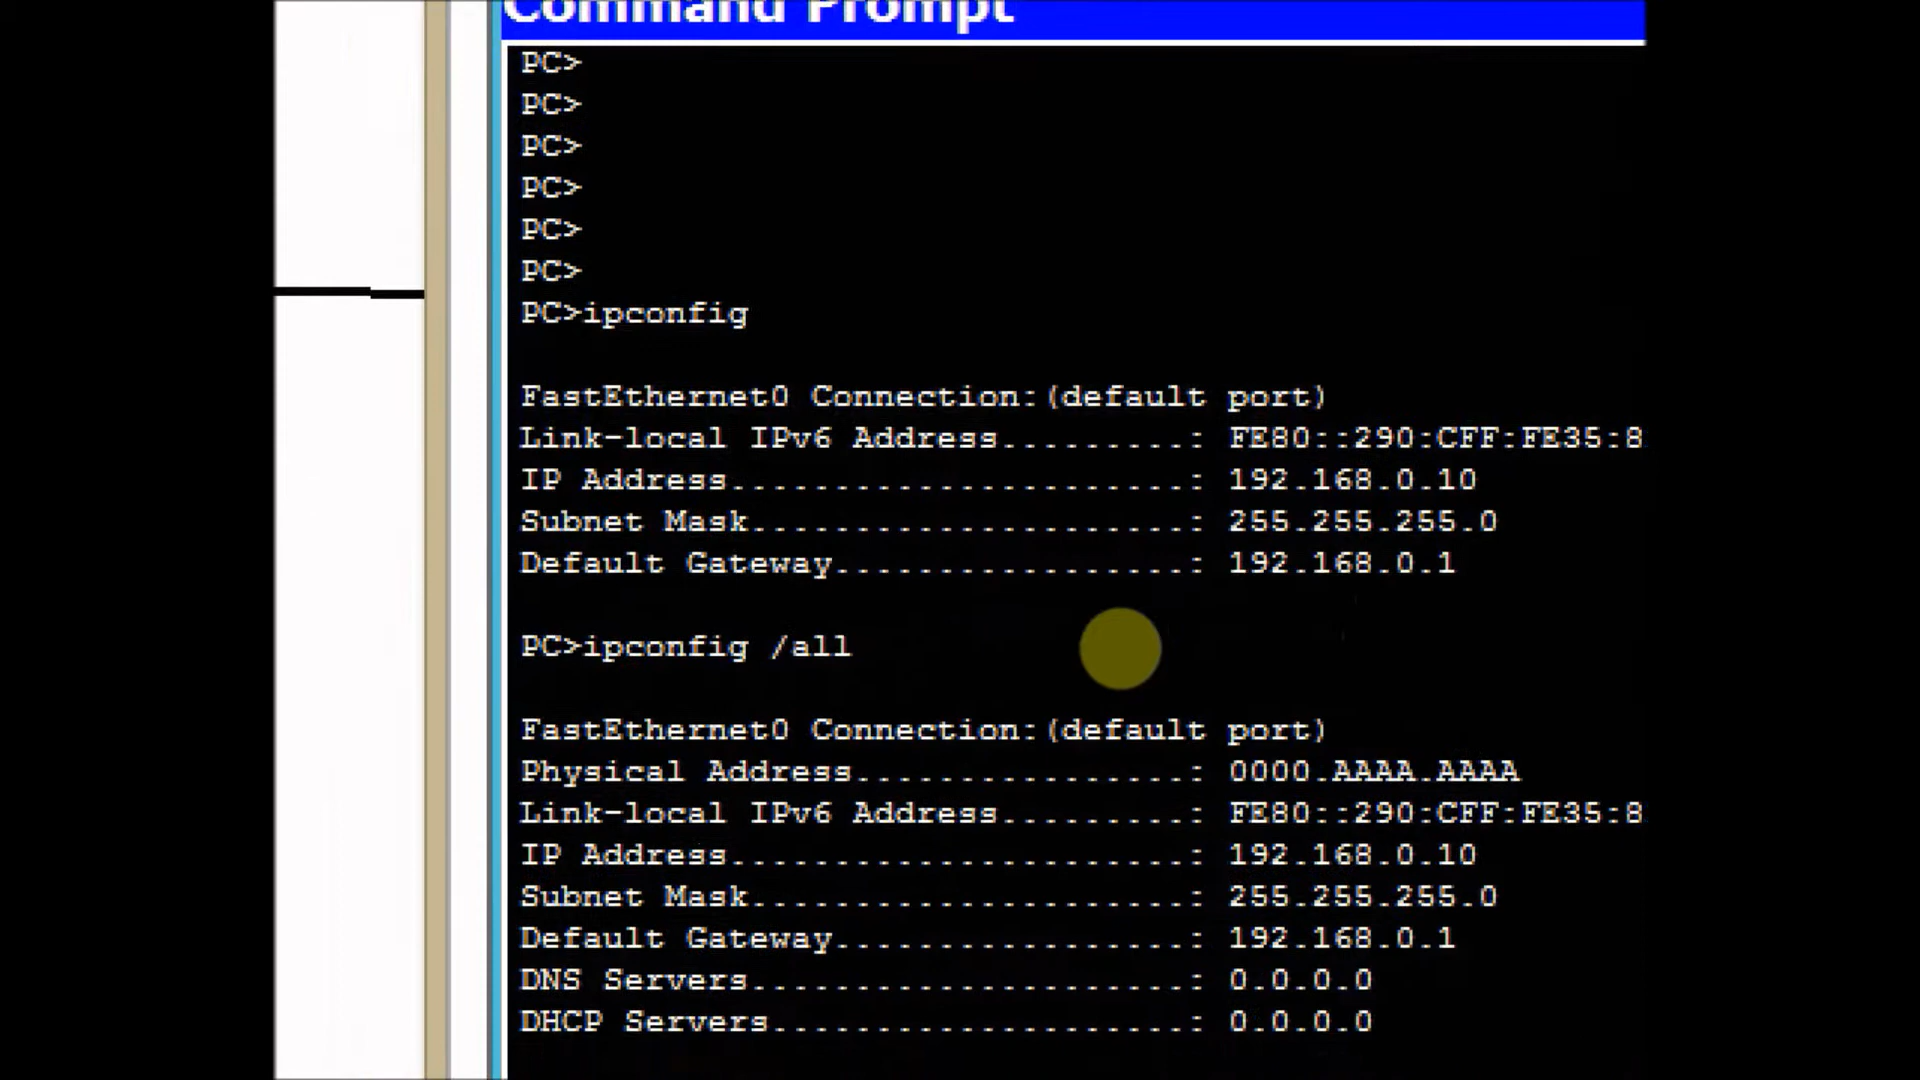 Command Prompt
PC>
PC>
PC>
PC>
PC>
PC>
PC>ipconfig
FastEthernet0 Connection:(default port)
Link-local IPv6 Address.........: FE80::290:CFF:FE35:8
IP Address......................: 192.168.0.10
Subnet Mask.....................: 255.255.255.0
Default Gateway.................: 192.168.0.1
PC>ipconfig /all
FastEthernet0 Connection:(default port)
Physical Address................: 0000.AAAA.AAAA
Link-local IPv6 Address.........: FE80::290:CFF:FE35:8
IP Address......................: 192.168.0.10
Subnet Mask.....................: 255.255.255.0
Default Gateway.................: 192.168.0.1
DNS Servers.....................: 0.0.0.0
DHCP Servers....................: 0.0.0.0